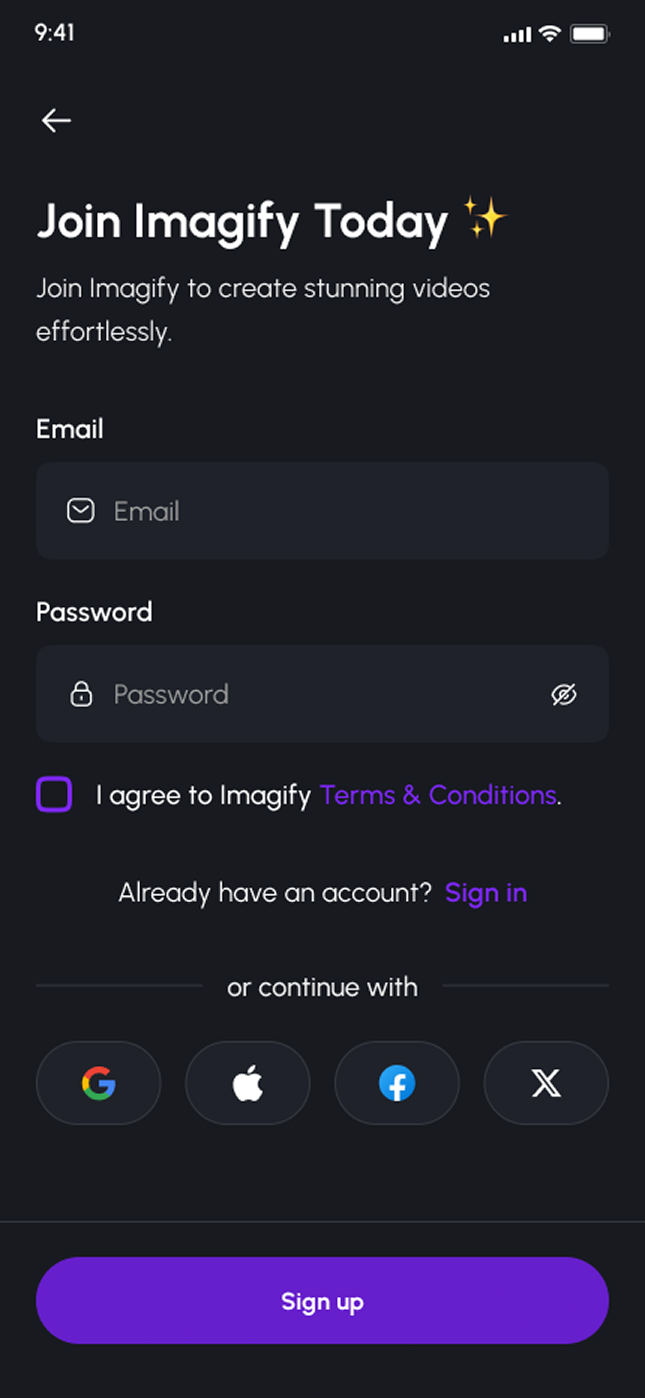 9:41
Join Imagify Today ✨
Join Imagify to create stunning videos
effortlessly.
Email
Email
Password
Password
I agree to Imagify Terms & Conditions.
Already have an account? Sign in
or continue with
Sign up